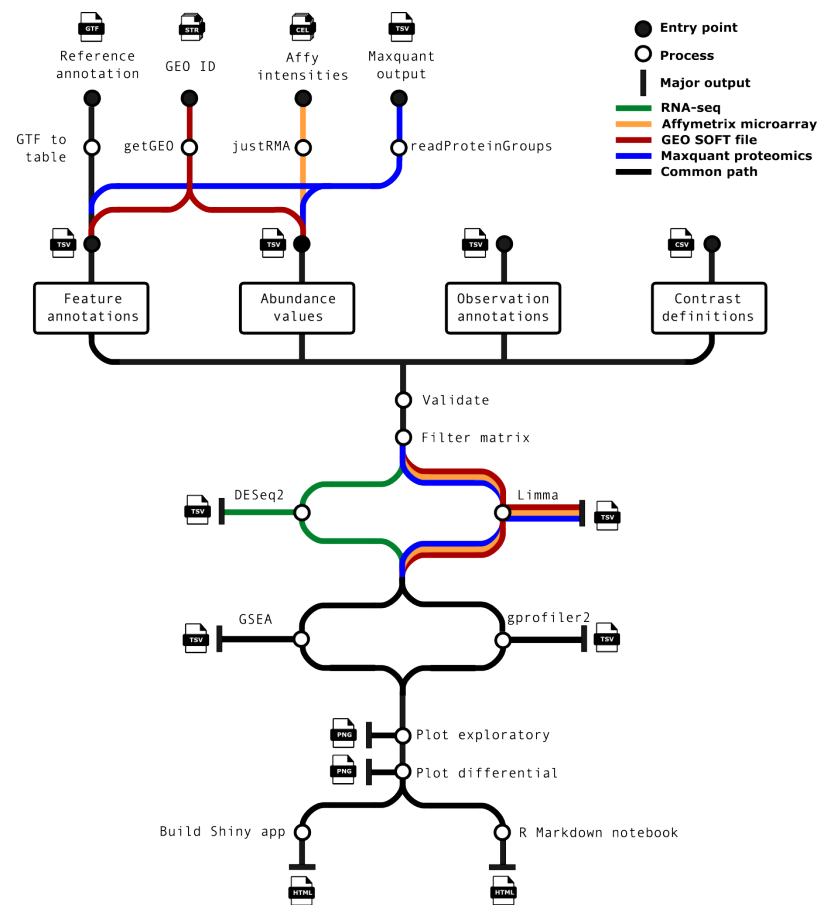 GTF
STR
CEL
TSV
Reference
annotation
GEO ID
Affy
intensities
Maxquant
output
Entry point
Process
Major output
RNA-seq
Affymetrix microarray
GEO SOFT file
Maxquant proteomics
Common path
GTF to
table
getGEO
justRMA
readProteinGroups
TSV
TSV
TSV
CSV
Feature
annotations
Abundance
values
Observation
annotations
Contrast
definitions
Validate
Filter matrix
DESeq2
Limma
TSV
TSV
GSEA
gprofiler2
TSV
TSV
PNG
Plot exploratory
PNG
Plot differential
Build Shiny app
R Markdown notebook
HTML
HTML